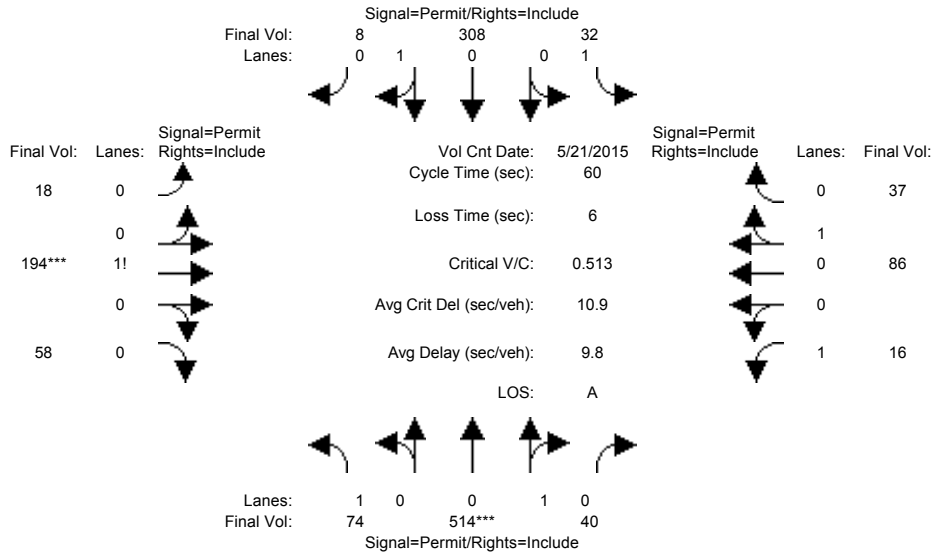 Signal=Permit/Rights=Include
Final Vol: 8 308 32
Lanes: 0 1 0 0 1
Signal=Permit Signal=Permit
Final Vol: Lanes: Rights=Include Vol Cnt Date: 5/21/2015 Rights=Include Lanes: Final Vol:
Cycle Time (sec): 60
18 0 0 37
Loss Time (sec): 6
0 1
194*** 1! Critical V/C: 0.513 0 86
0 Avg Crit Del (sec/veh): 10.9 0
58 0 Avg Delay (sec/veh): 9.8 1 16
LOS: A
Lanes: 1 0 0 1 0
Final Vol: 74 514*** 40
Signal=Permit/Rights=Include